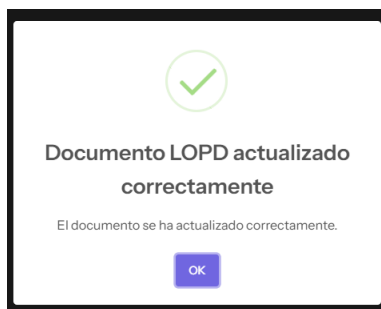 Documento LOPD actualizado
correctamente
El documento se ha actualizado correctamente.
OK